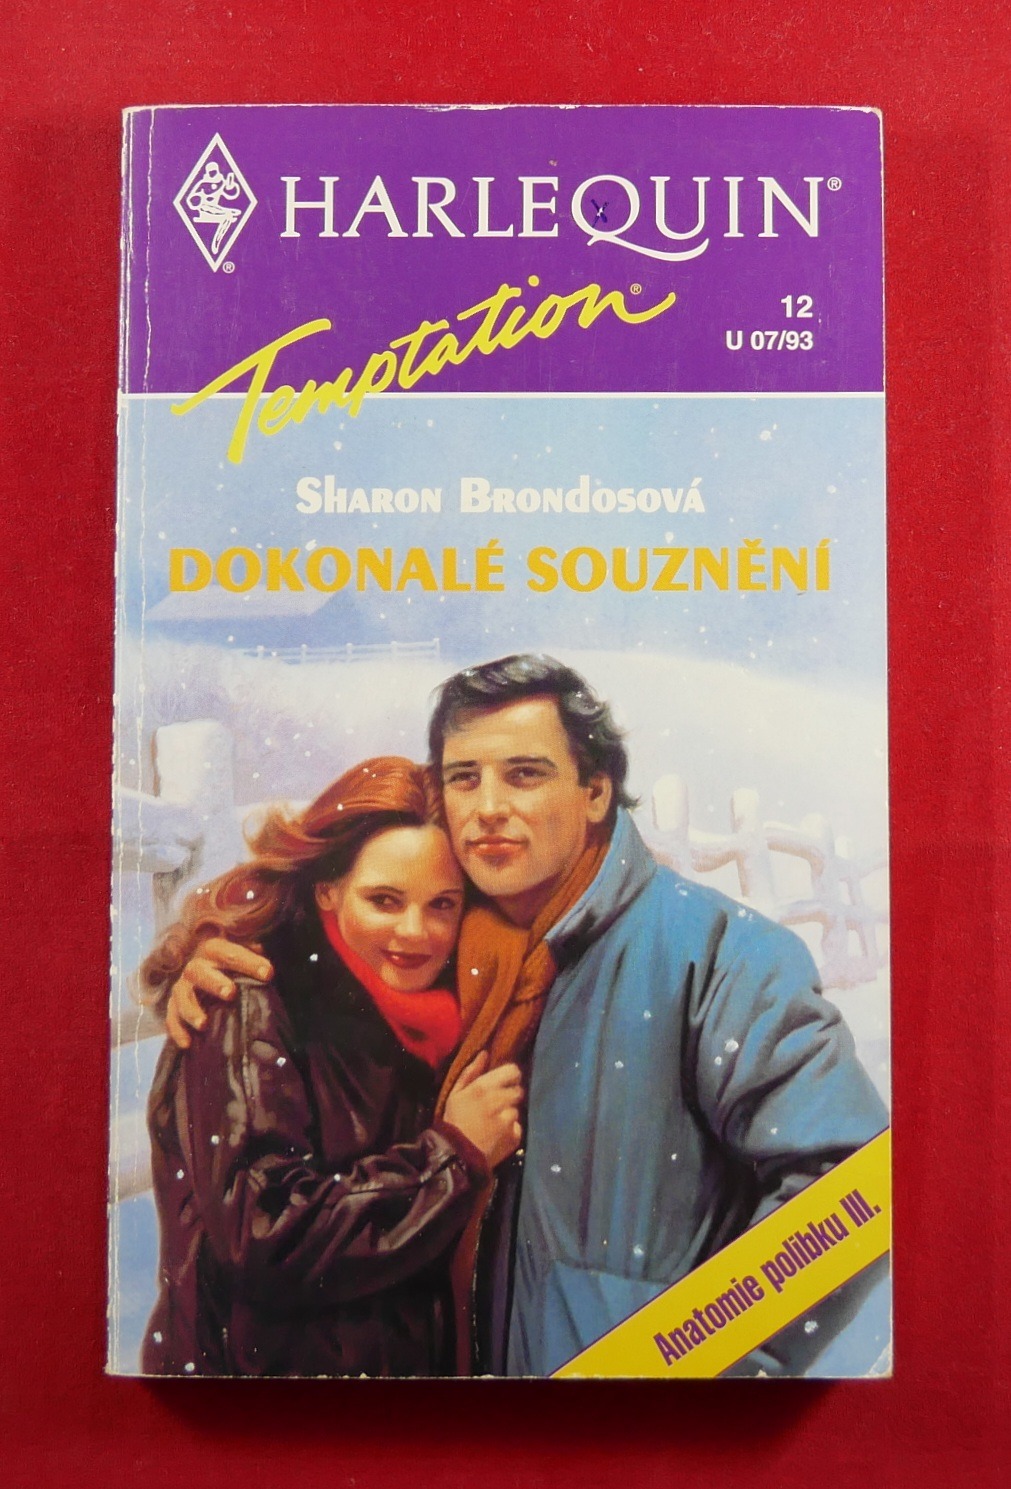 HARLEQUIN®
®
Temptation®
12
U 07/93
Sharon Brondosová
DOKONALÉ SOUZNĚNÍ
Anatomie polibku III.